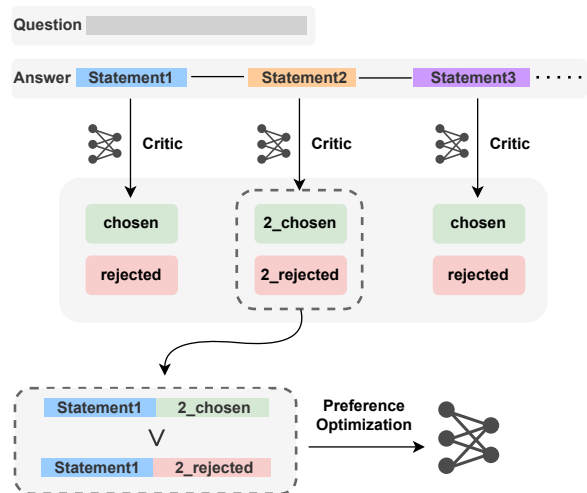 Question
Answer Statement1 Statement2 Statement3 ......
Critic Critic Critic
chosen 2_chosen chosen
rejected 2_rejected rejected
Statement1 2_chosen
Preference
Optimization
Statement1 2_rejected